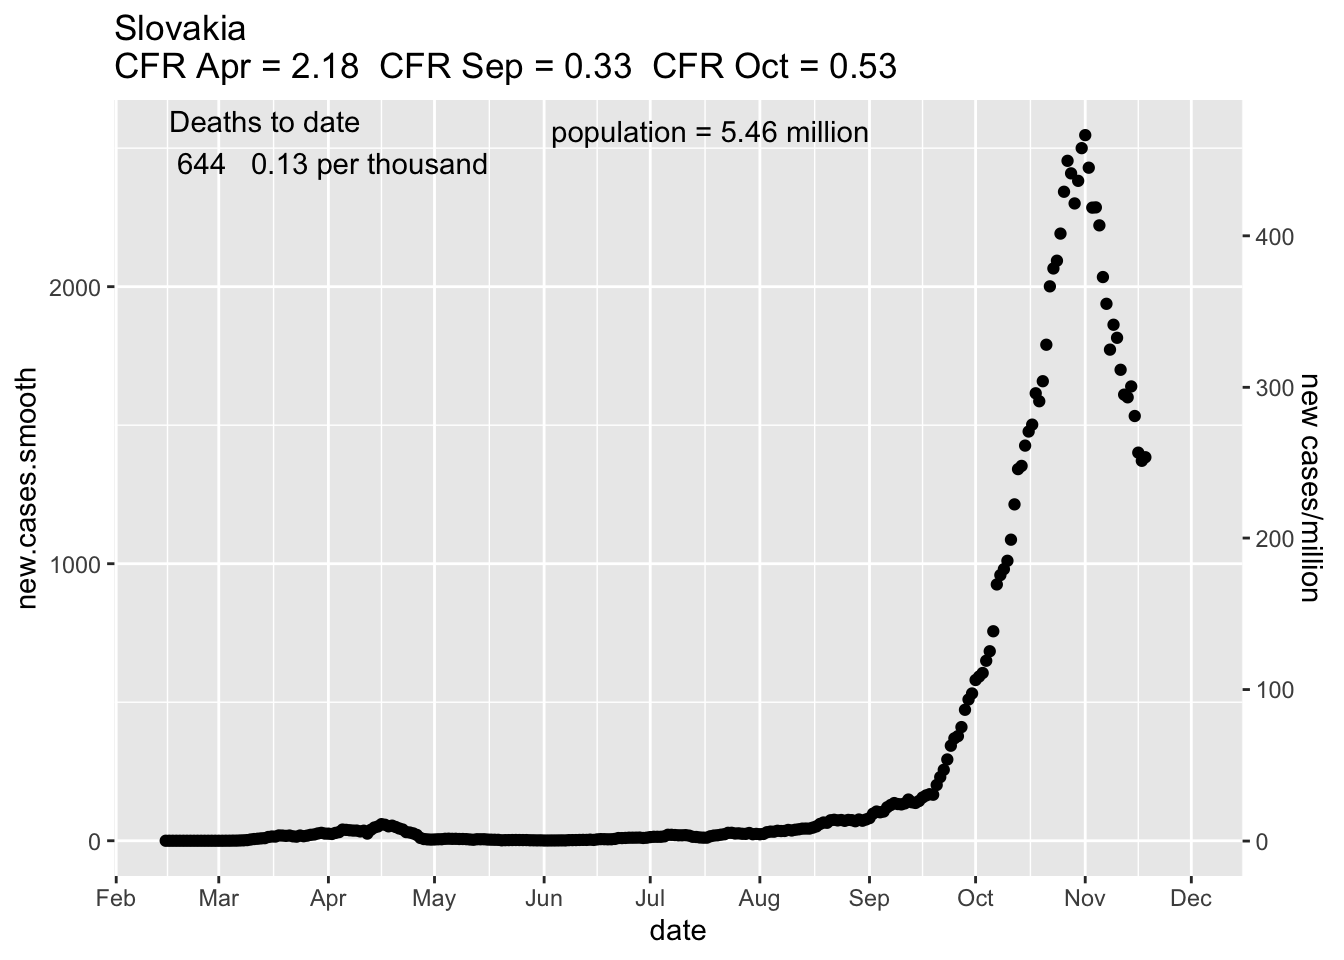 Slovakia
CFR Apr = 2.18 CFR Sep = 0.33 CFR Oct = 0.53
Deaths to date
644 0.13 per thousand
population = 5.46 million
new.cases.smooth
2000
1000
0
new cases/million
400
300
200
100
0
Feb Mar Apr May Jun Jul Aug Sep Oct Nov Dec
date